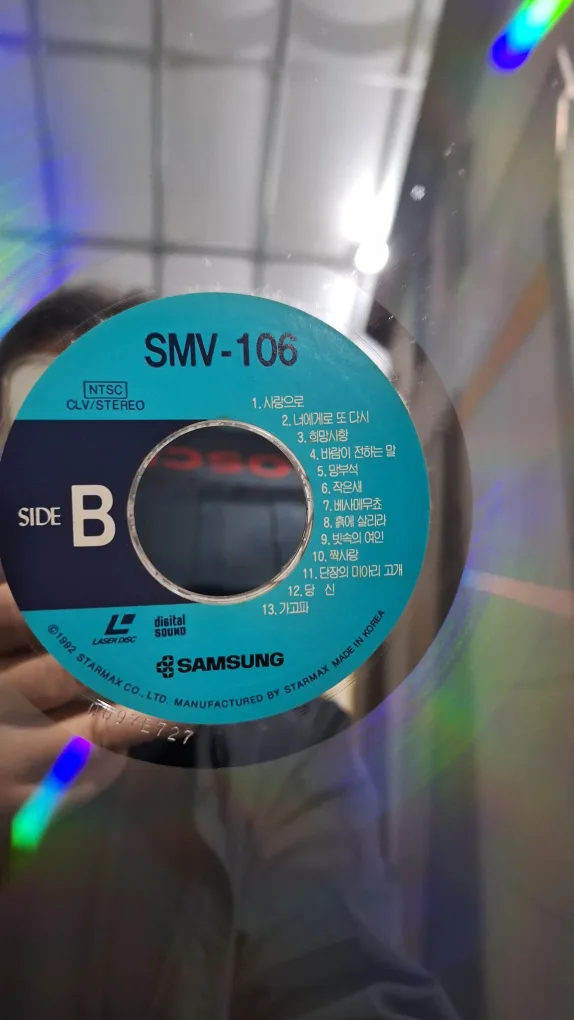 SMV-106
NTSC
CLV/STEREO
SIDE B
1. 사랑으로
2. 너에게로 또 다시
3. 희망사항
4. 바람이 전하는 말
5. 망부석
6. 작은새
7. 베사메무쵸
8. 흙에 살리라
9. 빗속의 여인
10. 짝사랑
11. 단장의 미아리 고개
12. 당 신
13. 가고파
LASER DISC
digital
SOUND
SAMSUNG
©1992 STARMAX CO., LTD. MANUFACTURED BY STARMAX MADE IN KOREA